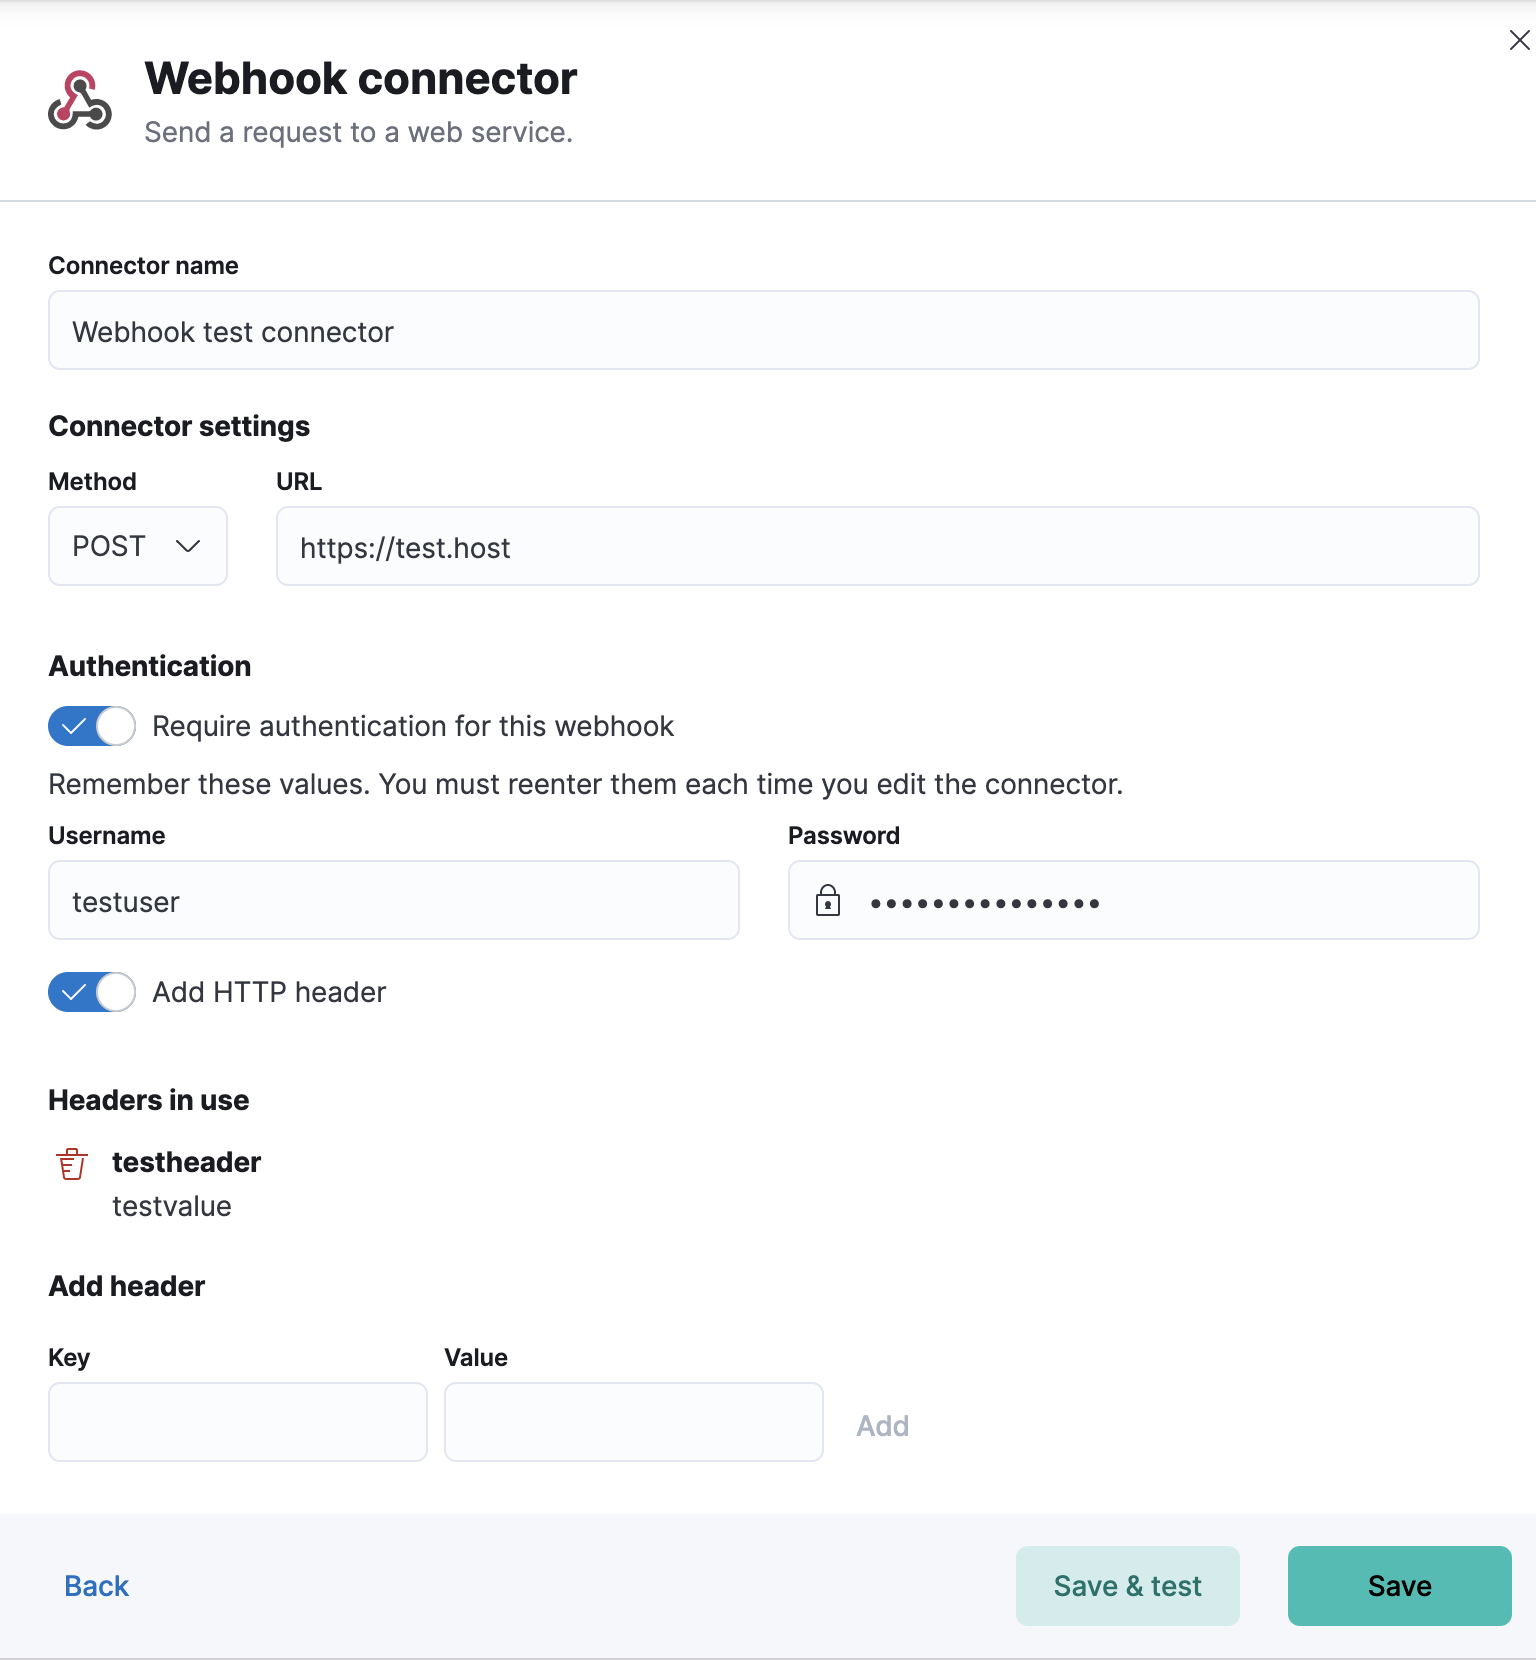 Webhook connector
Send a request to a web service.
Connector name
Webhook test connector
Connector settings
Method URL
POST https://test.host
Authentication
Require authentication for this webhook
Remember these values. You must reenter them each time you edit the connector.
Username Password
testuser •••••••••••••••
Add HTTP header
Headers in use
testheader
testvalue
Add header
Key Value
Add
Back Save & test Save